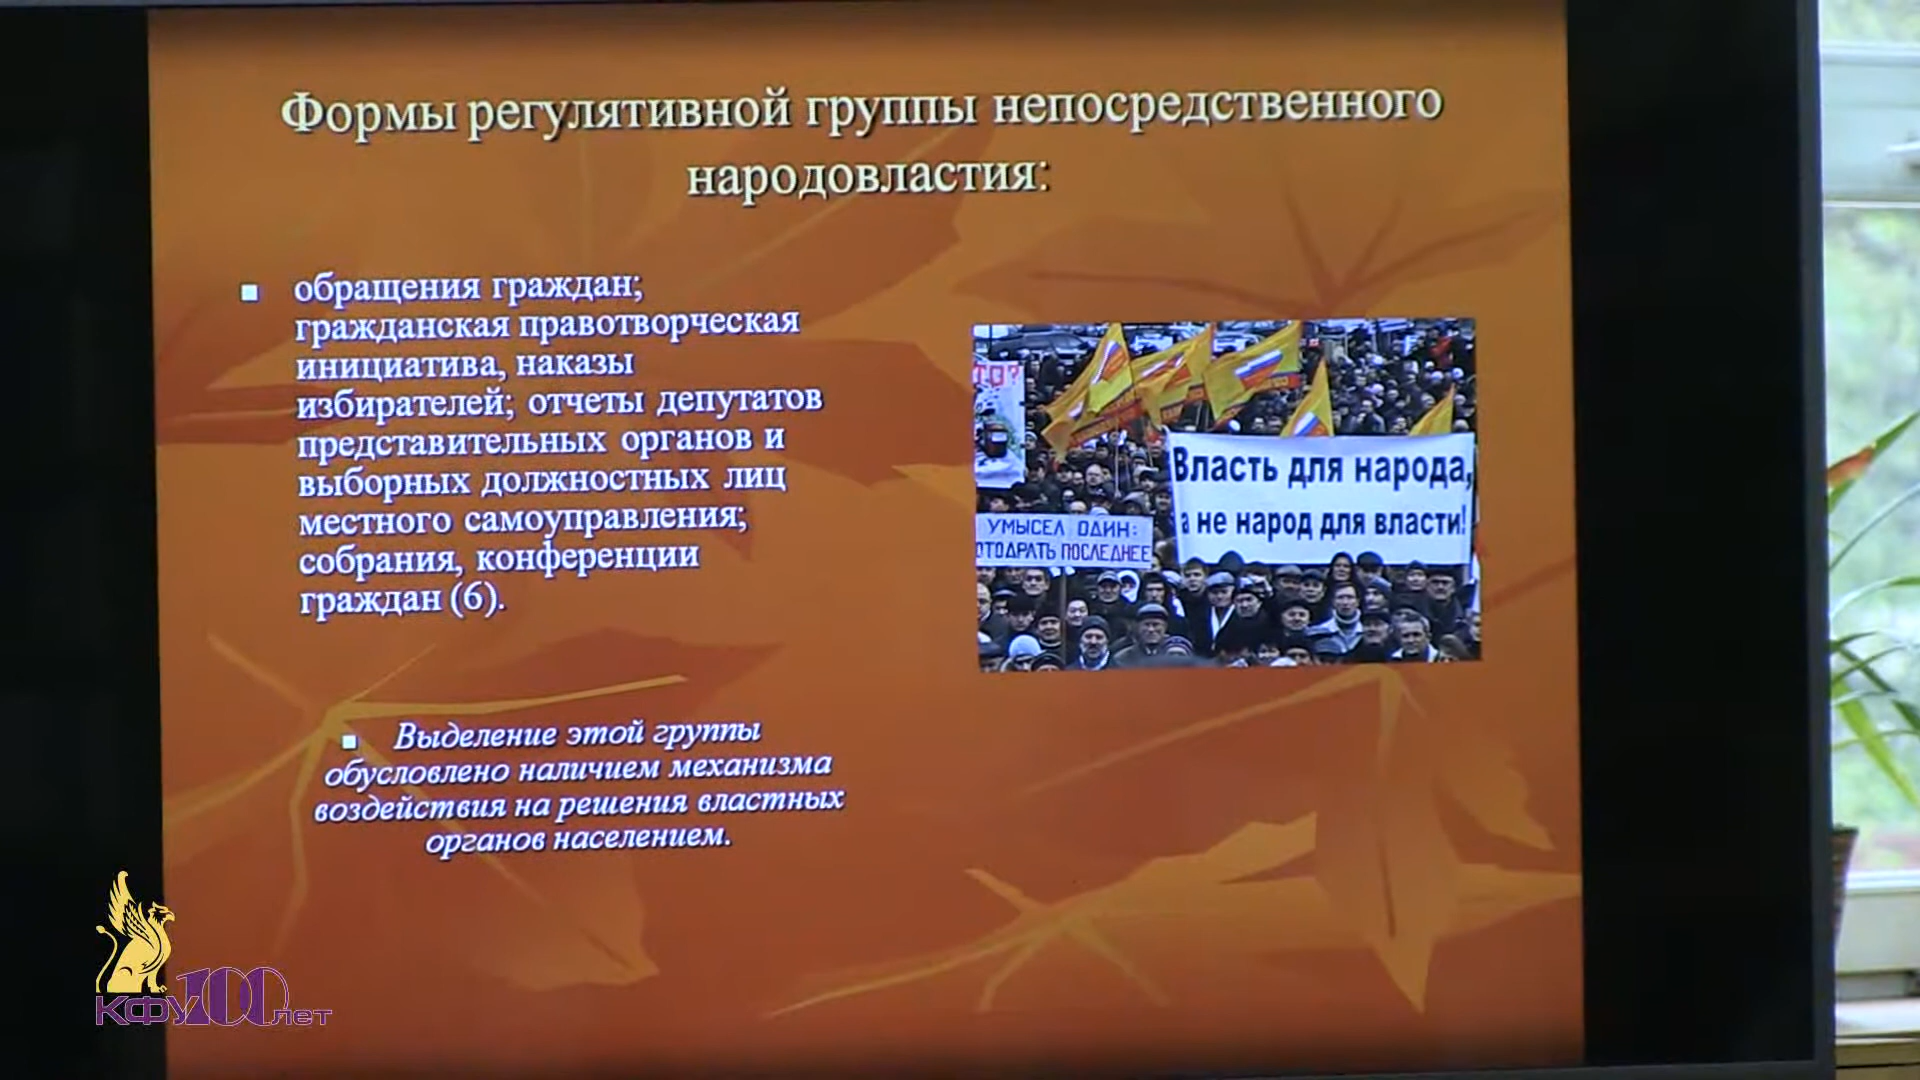 Формы регулятивной группы непосредственного
народовластия:
обращения граждан;
гражданская правотворческая
инициатива, наказы
избирателей; отчеты депутатов
представительных органов и
выборных должностных лиц
местного самоуправления;
собрания, конференции
граждан (6).
Власть для народа,
а не народ для власти!
УМЫСЕЛ ОДИН:
ОТОДРАТЬ ПОСЛЕДНЕЕ
Выделение этой группы
обусловлено наличием механизма
воздействия на решения властных
органов населением.
КФУ 100 лет